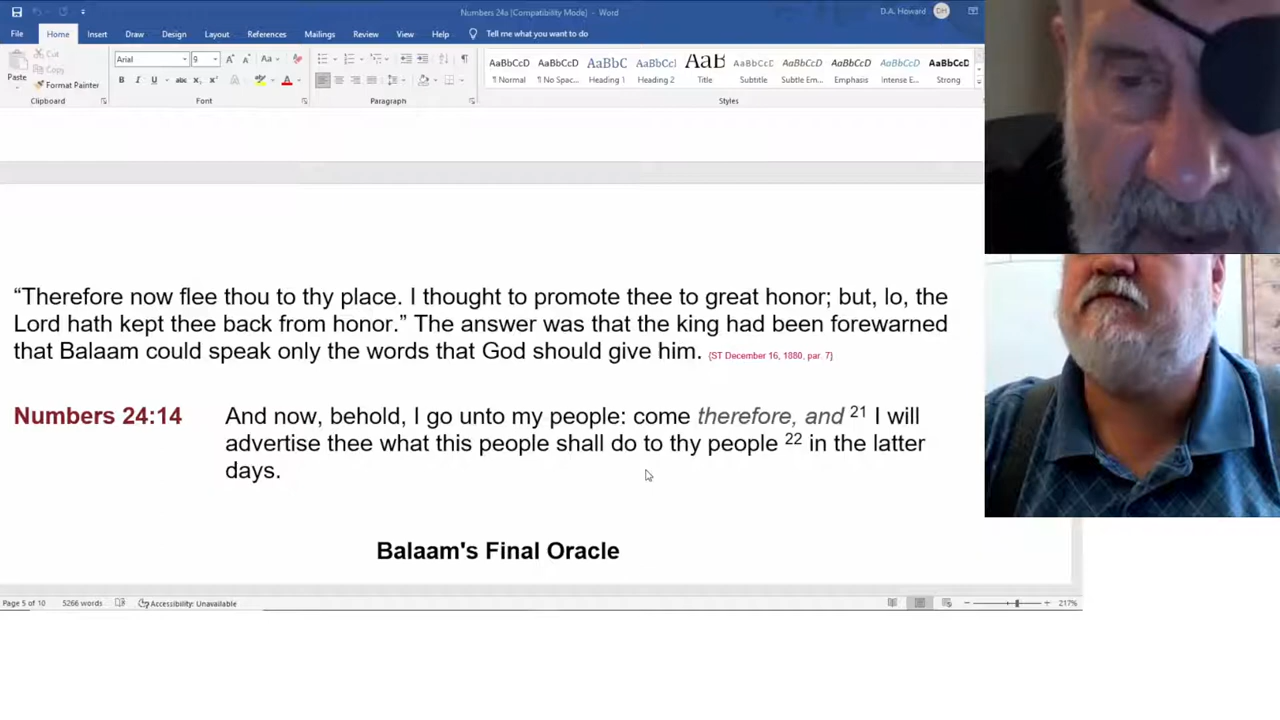 Numbers 24a [Compatibility Mode] - Word
D.A. Howard DH
File Home Insert Draw Design Layout References Mailings Review View Help Tell me what you want to do
Cut
Copy
Paste
Format Painter
Arial 9
Aa
B I U
AaBbCcD AaBbCcD AaBbC AaBbCc AaB AaBbCcD AaBbCcD AaBbCcD AaBbCcD AaBbCcD
¶ Normal ¶ No Spac... Heading 1 Heading 2 Title Subtitle Subtle Em... Emphasis Intense E... Strong
Clipboard Font Paragraph Styles
“Therefore now flee thou to thy place. I thought to promote thee to great honor; but, lo, the
Lord hath kept thee back from honor.” The answer was that the king had been forewarned
that Balaam could speak only the words that God should give him. {ST December 16, 1880, par. 7}
Numbers 24:14 And now, behold, I go unto my people: come therefore, and 21 I will
advertise thee what this people shall do to thy people 22 in the latter
days.
Balaam's Final Oracle
Page 5 of 10 5266 words Accessibility: Unavailable 217%